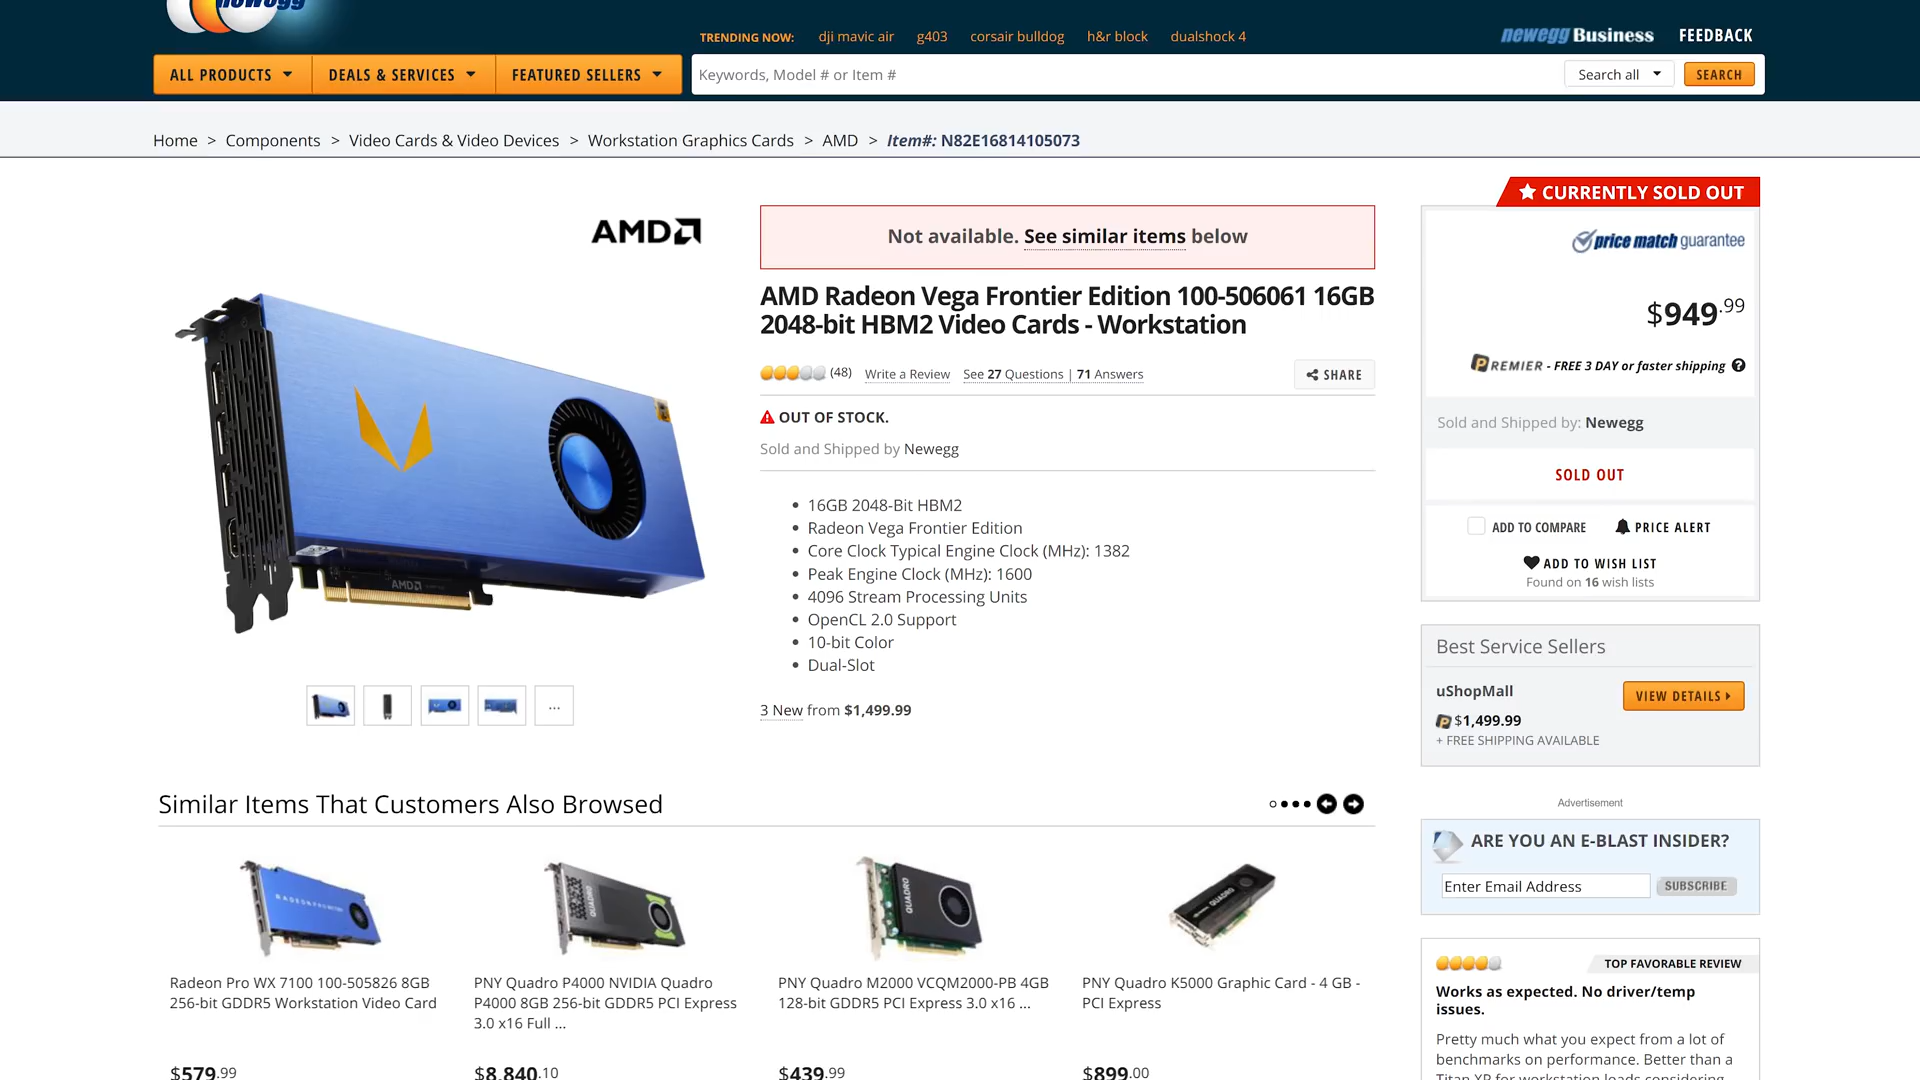 newegg
TRENDING NOW: dji mavic air g403 corsair bulldog h&r block dualshock 4
newegg Business FEEDBACK
ALL PRODUCTS DEALS & SERVICES FEATURED SELLERS Keywords, Model # or Item # Search all SEARCH
Home > Components > Video Cards & Video Devices > Workstation Graphics Cards > AMD > Item#: N82E16814105073
AMD
AMD
Not available. See similar items below
AMD Radeon Vega Frontier Edition 100-506061 16GB
2048-bit HBM2 Video Cards - Workstation
(48) Write a Review See 27 Questions | 71 Answers SHARE
OUT OF STOCK.
Sold and Shipped by Newegg
16GB 2048-Bit HBM2
Radeon Vega Frontier Edition
Core Clock Typical Engine Clock (MHz): 1382
Peak Engine Clock (MHz): 1600
4096 Stream Processing Units
OpenCL 2.0 Support
10-bit Color
Dual-Slot
3 New from $1,499.99
...
CURRENTLY SOLD OUT
price match guarantee
$949.99
PREMIER - FREE 3 DAY or faster shipping ?
Sold and Shipped by: Newegg
SOLD OUT
ADD TO COMPARE PRICE ALERT
ADD TO WISH LIST
Found on 16 wish lists
Best Service Sellers
uShopMall
VIEW DETAILS
P $1,499.99
+ FREE SHIPPING AVAILABLE
Advertisement
ARE YOU AN E-BLAST INSIDER?
Enter Email Address SUBSCRIBE
TOP FAVORABLE REVIEW
Works as expected. No driver/temp
issues.
Pretty much what you expect from a lot of
benchmarks on performance. Better than a
Titan XP for workstation loads considering
Similar Items That Customers Also Browsed
RADEON PRO
QUADRO
QUADRO
QUADRO
Radeon Pro WX 7100 100-505826 8GB
256-bit GDDR5 Workstation Video Card
$579.99
PNY Quadro P4000 NVIDIA Quadro
P4000 8GB 256-bit GDDR5 PCI Express
3.0 x16 Full ...
$8,840.10
PNY Quadro M2000 VCQM2000-PB 4GB
128-bit GDDR5 PCI Express 3.0 x16 ...
$439.99
PNY Quadro K5000 Graphic Card - 4 GB -
PCI Express
$899.00